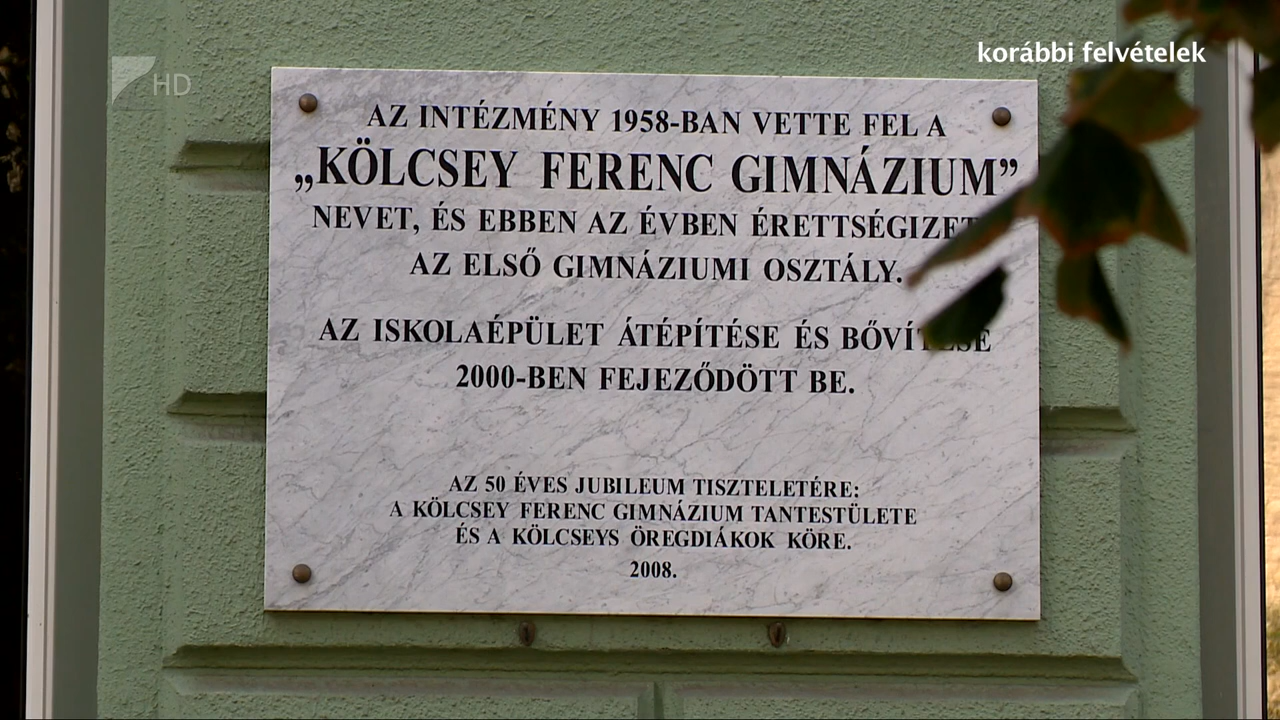 korábbi felvételek
HD
AZ INTÉZMÉNY 1958-BAN VETTE FEL A
„KÖLCSEY FERENC GIMNÁZIUM”
NEVET, ÉS EBBEN AZ ÉVBEN
AZ ELSŐ GIMNÁZIUMI OSZTÁLY.
AZ ISKOLAÉPÜLET ÁTÉPÍTÉSE ÉS BŐVÍTÉSE
2000-BEN FEJEZŐDÖTT BE.
AZ 50 ÉVES JUBILEUM TISZTELETÉRE:
A KÖLCSEY FERENC GIMNÁZIUM TANTESTÜLETE
ÉS A KÖLCSEYS ÖREGDIÁKOK KÖRE.
2008.